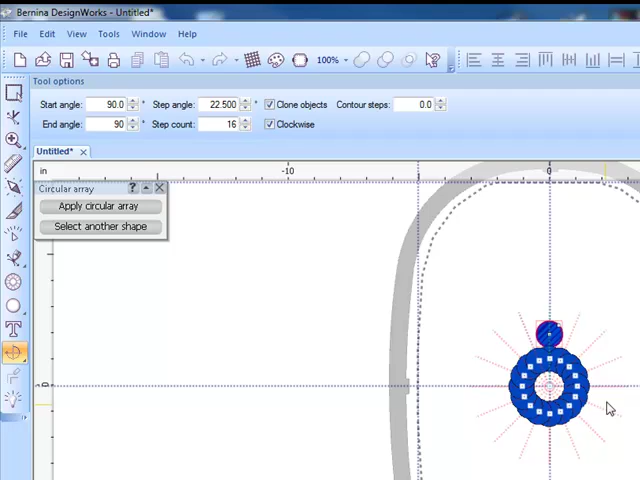 Bernina DesignWorks - Untitled*
File Edit View Tools Window Help
100%
Tool options
Start angle: 90.0 ° Step angle: 22.500 ° Clone objects Contour steps: 0.0
End angle: 90 ° Step count: 16 Clockwise
Untitled*
in -10 0
Circular array ?
Apply circular array
Select another shape
0